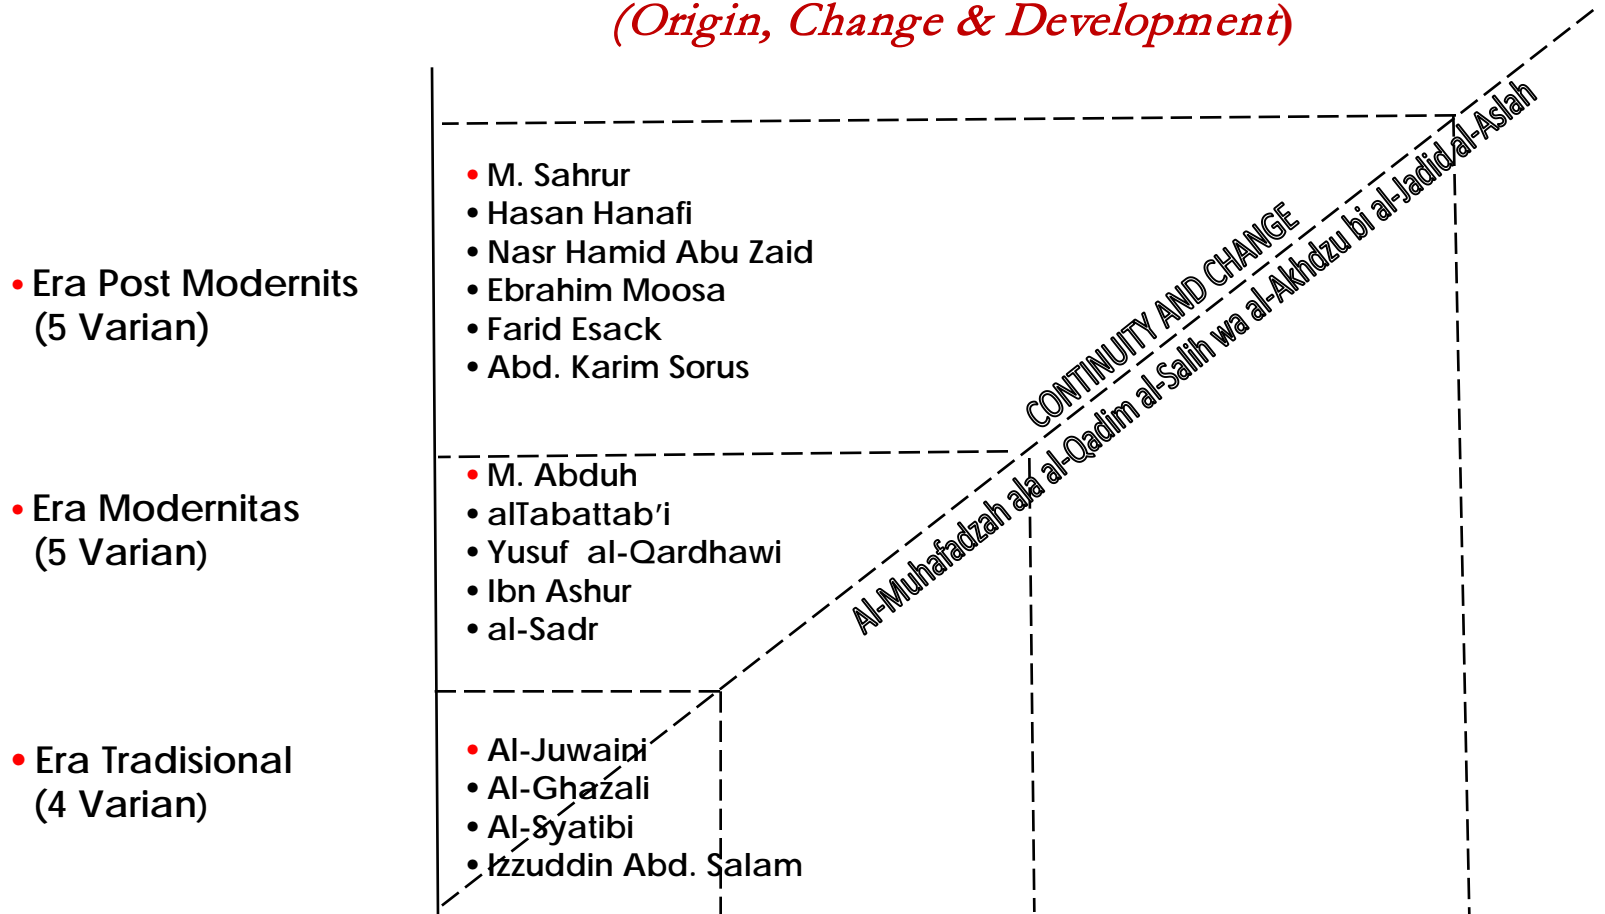 (Origin, Change & Development)
• M. Sahrur
• Hasan Hanafi
• Nasr Hamid Abu Zaid
• Ebrahim Moosa
• Farid Esack
• Abd. Karim Sorus
• Era Post Modernits
(5 Varian)
• M. Abduh
• alTabattab’i
• Yusuf al-Qardhawi
• Ibn Ashur
• al-Sadr
• Era Modernitas
(5 Varian)
• Al-Juwaini
• Al-Ghazali
• Al-Syatibi
• Izzuddin Abd. Salam
• Era Tradisional
(4 Varian)
CONTINUITY AND CHANGE
Al-Muhafadzah ala al-Qadim al-Salih wa al-Akhdzu bi al-Jadid al-Aslah